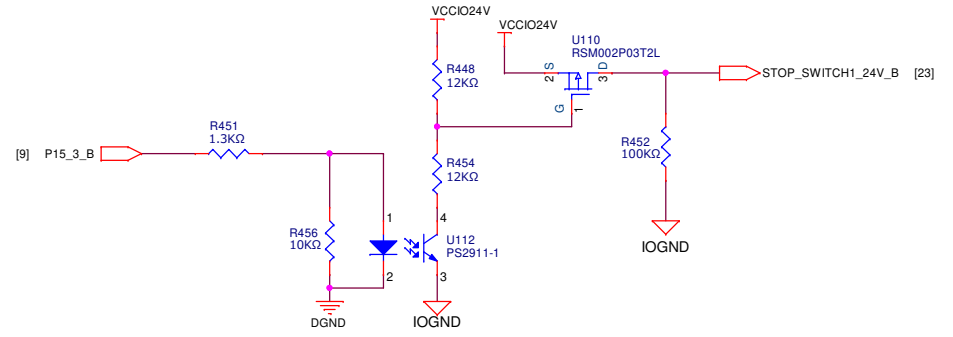 VCCIO24V
VCCIO24V
U110
RSM002P03T2L
R448
12KΩ
S
2
D
3
G
1
STOP_SWITCH1_24V_B [23]
R451
1.3KΩ
[9] P15_3_B
R454
12KΩ
R452
100KΩ
R456
10KΩ
1
2
4
U112
PS2911-1
3
DGND
IOGND
IOGND